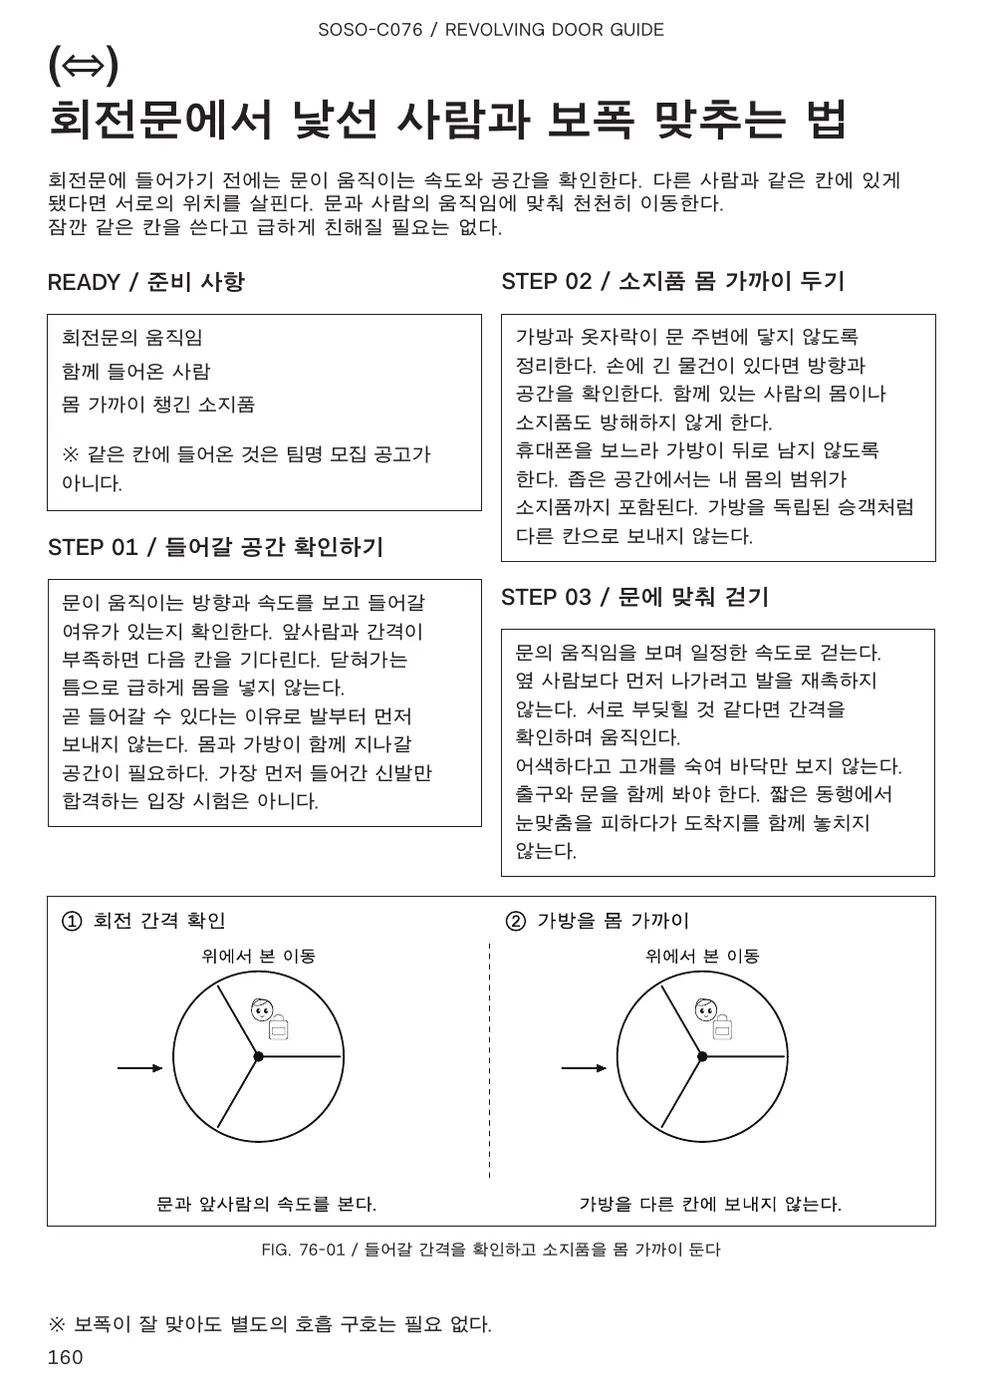 SOSO-C076 / REVOLVING DOOR GUIDE
(⇔)
회전문에서 낯선 사람과 보폭 맞추는 법
회전문에 들어가기 전에는 문이 움직이는 속도와 공간을 확인한다. 다른 사람과 같은 칸에 있게
됐다면 서로의 위치를 살핀다. 문과 사람의 움직임에 맞춰 천천히 이동한다.
잠깐 같은 칸을 쓴다고 급하게 친해질 필요는 없다.
READY / 준비 사항
회전문의 움직임
함께 들어온 사람
몸 가까이 챙긴 소지품
※ 같은 칸에 들어온 것은 팀명 모집 공고가
아니다.
STEP 01 / 들어갈 공간 확인하기
문이 움직이는 방향과 속도를 보고 들어갈
여유가 있는지 확인한다. 앞사람과 간격이
부족하면 다음 칸을 기다린다. 닫혀가는
틈으로 급하게 몸을 넣지 않는다.
곧 들어갈 수 있다는 이유로 발부터 먼저
보내지 않는다. 몸과 가방이 함께 지나갈
공간이 필요하다. 가장 먼저 들어간 신발만
합격하는 입장 시험은 아니다.
STEP 02 / 소지품 몸 가까이 두기
가방과 옷자락이 문 주변에 닿지 않도록
정리한다. 손에 긴 물건이 있다면 방향과
공간을 확인한다. 함께 있는 사람의 몸이나
소지품도 방해하지 않게 한다.
휴대폰을 보느라 가방이 뒤로 남지 않도록
한다. 좁은 공간에서는 내 몸의 범위가
소지품까지 포함된다. 가방을 독립된 승객처럼
다른 칸으로 보내지 않는다.
STEP 03 / 문에 맞춰 걷기
문의 움직임을 보며 일정한 속도로 걷는다.
옆 사람보다 먼저 나가려고 발을 재촉하지
않는다. 서로 부딪힐 것 같다면 간격을
확인하며 움직인다.
어색하다고 고개를 숙여 바닥만 보지 않는다.
출구와 문을 함께 봐야 한다. 짧은 동행에서
눈맞춤을 피하다가 도착지를 함께 놓치지
않는다.
① 회전 간격 확인
위에서 본 이동
문과 앞사람의 속도를 본다.
② 가방을 몸 가까이
위에서 본 이동
가방을 다른 칸에 보내지 않는다.
FIG. 76-01 / 들어갈 간격을 확인하고 소지품을 몸 가까이 둔다
※ 보폭이 잘 맞아도 별도의 호흡 구호는 필요 없다.
160